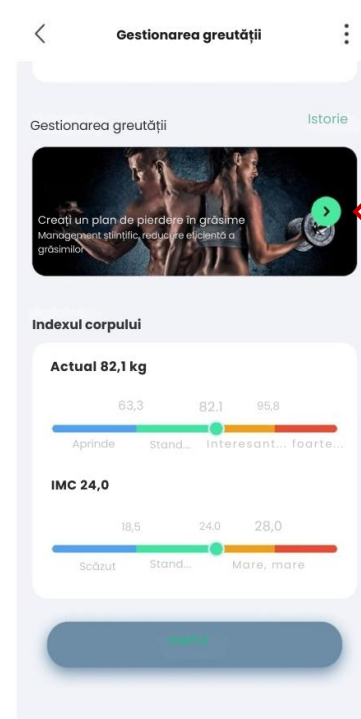 Gestionarea greutății
Gestionarea greutății
Istorie
Creați un plan de pierdere în grăsime
Management științific, reducere eficientă a
grăsimilor
Indexul corpului
Actual 82,1 kg
63,3 82.1 95,8
Aprinde Stand... Interesant... foarte...
IMC 24,0
18,5 24.0 28,0
Scăzut Stand... Mare, mare